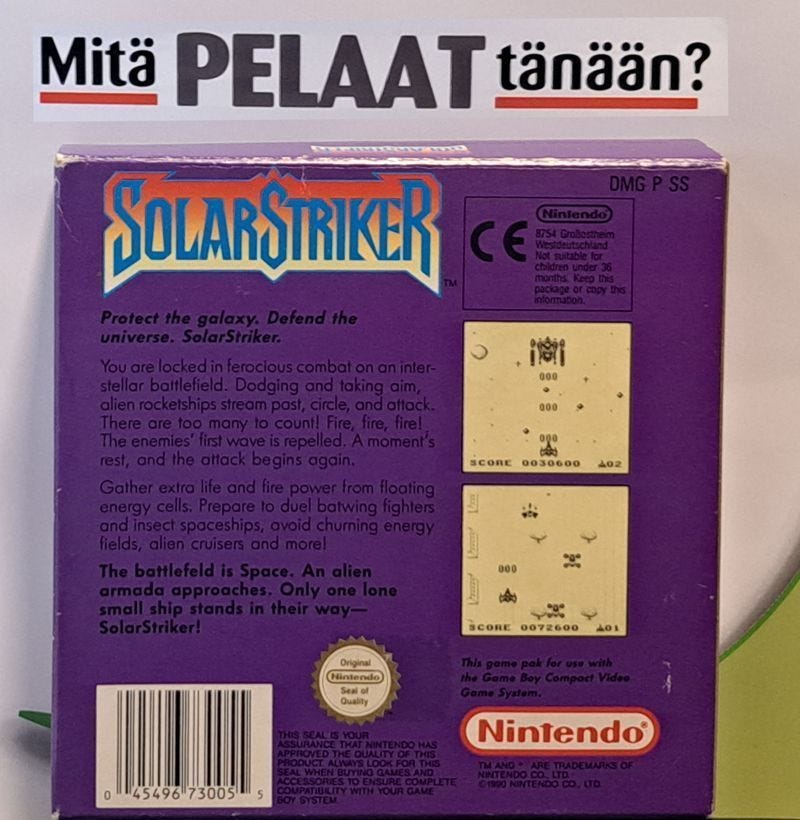 Mitä PELAAT tänään?
SOLARSTRIKER
DMG P SS
SOLARSTRIKER
TM
CE
Nintendo
8754 Großostheim
Westdeutschland
Not suitable for
children under 36
months. Keep this
package or copy this
information.
Protect the galaxy. Defend the
universe. SolarStriker.
You are locked in ferocious combat on an inter-
stellar battlefield. Dodging and taking aim,
alien rocketships stream past, circle, and attack.
There are too many to count! Fire, fire, fire!
The enemies' first wave is repelled. A moment's
rest, and the attack begins again.
Gather extra life and fire power from floating
energy cells. Prepare to duel batwing fighters
and insect spaceships, avoid churning energy
fields, alien cruisers and more!
The battlefeld is Space. An alien
armada approaches. Only one lone
small ship stands in their way—
SolarStriker!
SCORE 0030600 02
SCORE 0072600 01
This game pak for use with
the Game Boy Compact Video
Game System.
Original
Nintendo
Seal of
Quality
THIS SEAL IS YOUR
ASSURANCE THAT NINTENDO HAS
APPROVED THE QUALITY OF THIS
PRODUCT. ALWAYS LOOK FOR THIS
SEAL WHEN BUYING GAMES AND
ACCESSORIES TO ENSURE COMPLETE
COMPATIBILITY WITH YOUR GAME
BOY SYSTEM.
Nintendo®
TM AND ® ARE TRADEMARKS OF
NINTENDO CO., LTD.
©1990 NINTENDO CO., LTD.
0 45496 73005 5